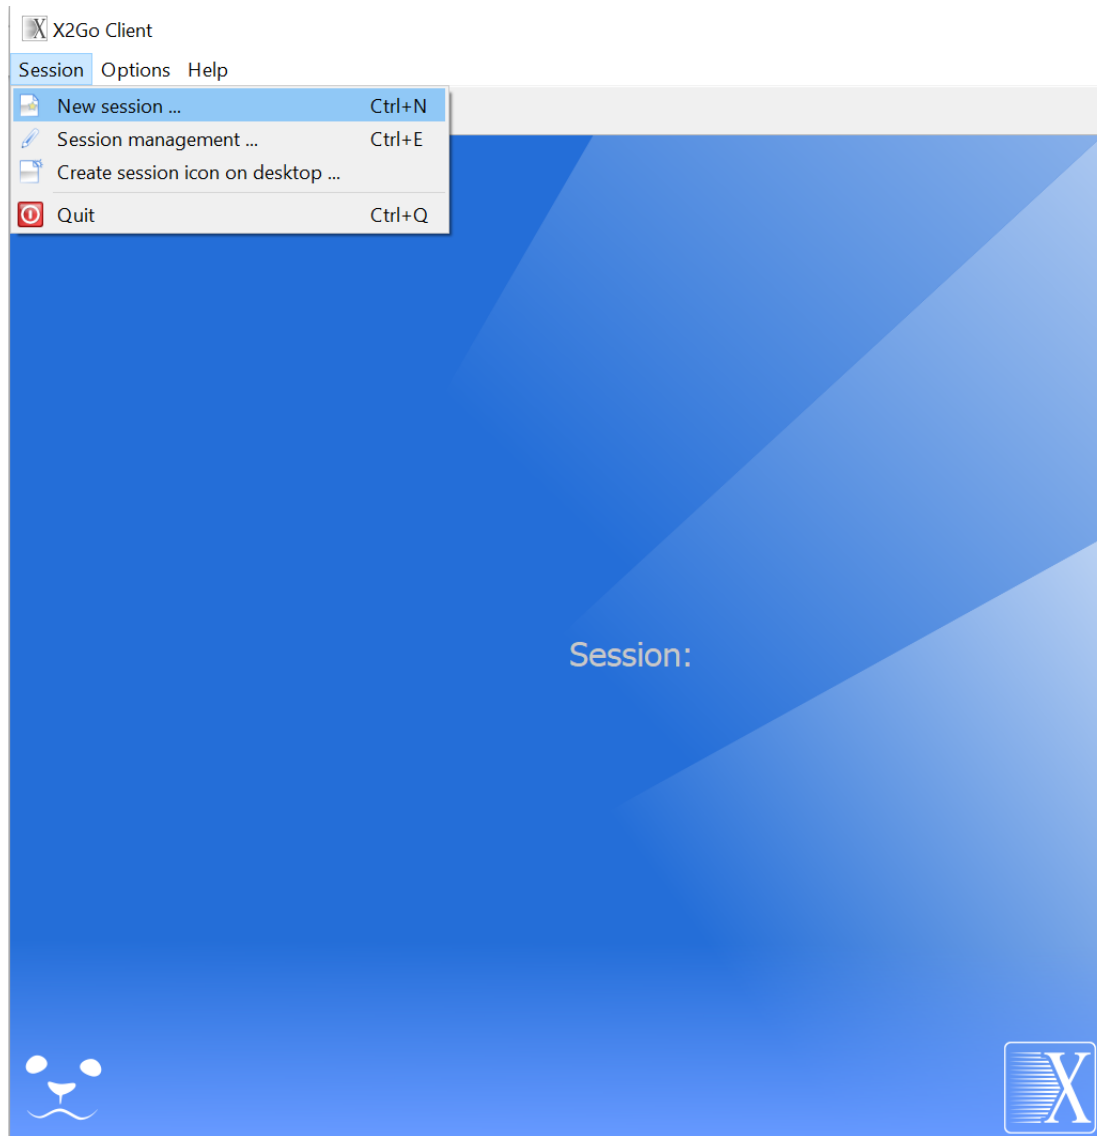 X2Go Client
Session Options Help
New session ... Ctrl+N
Session management ... Ctrl+E
Create session icon on desktop ...
Quit Ctrl+Q
Session:
X